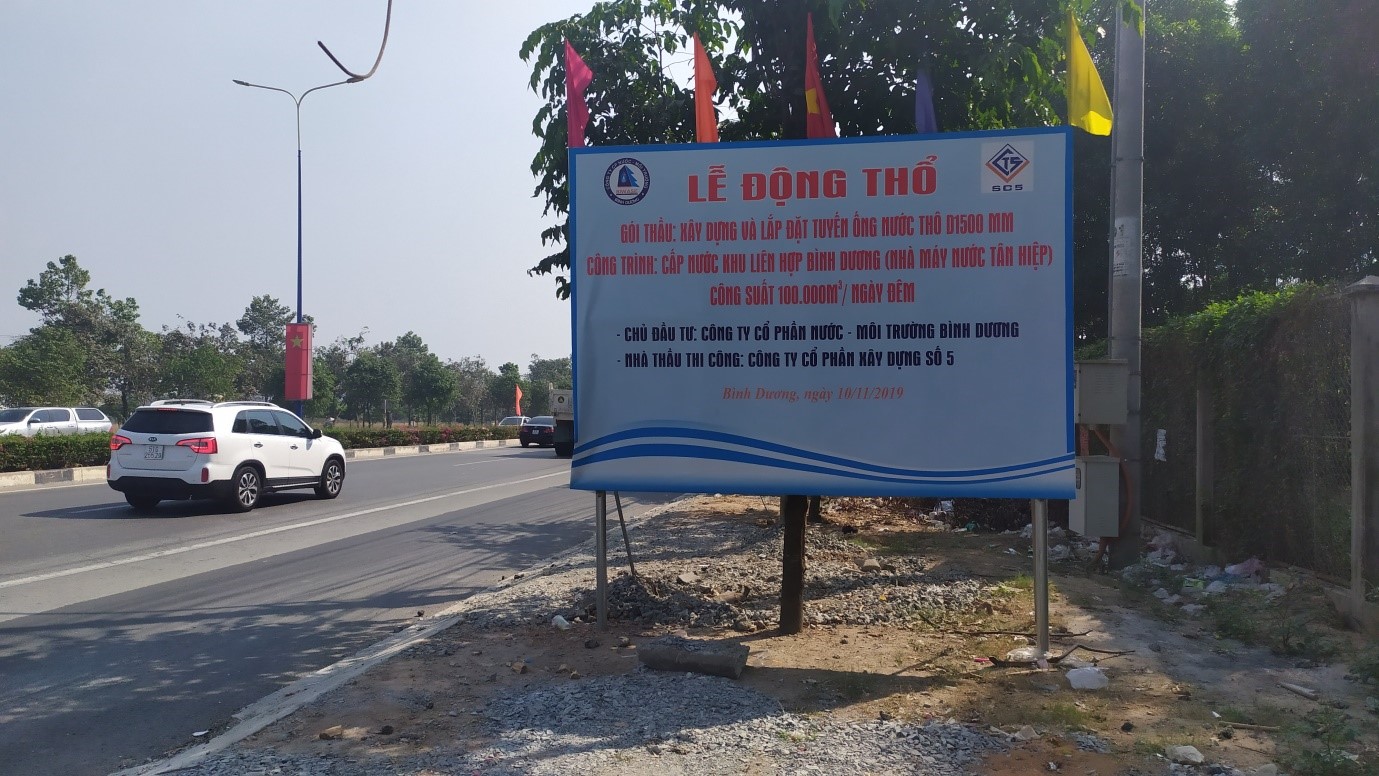 LỄ ĐỘNG THỔ
SC5
GÓI THẦU: XÂY DỰNG VÀ LẮP ĐẶT TUYẾN ỐNG NƯỚC THÔ D1500 MM
CÔNG TRÌNH: CẤP NƯỚC KHU LIÊN HỢP BÌNH DƯƠNG (NHÀ MÁY NƯỚC TÂN HIỆP)
CÔNG SUẤT 100.000M³/ NGÀY ĐÊM
- CHỦ ĐẦU TƯ: CÔNG TY CỔ PHẦN NƯỚC - MÔI TRƯỜNG BÌNH DƯƠNG
- NHÀ THẦU THI CÔNG: CÔNG TY CỔ PHẦN XÂY DỰNG SỐ 5
Bình Dương, ngày 10/11/2019